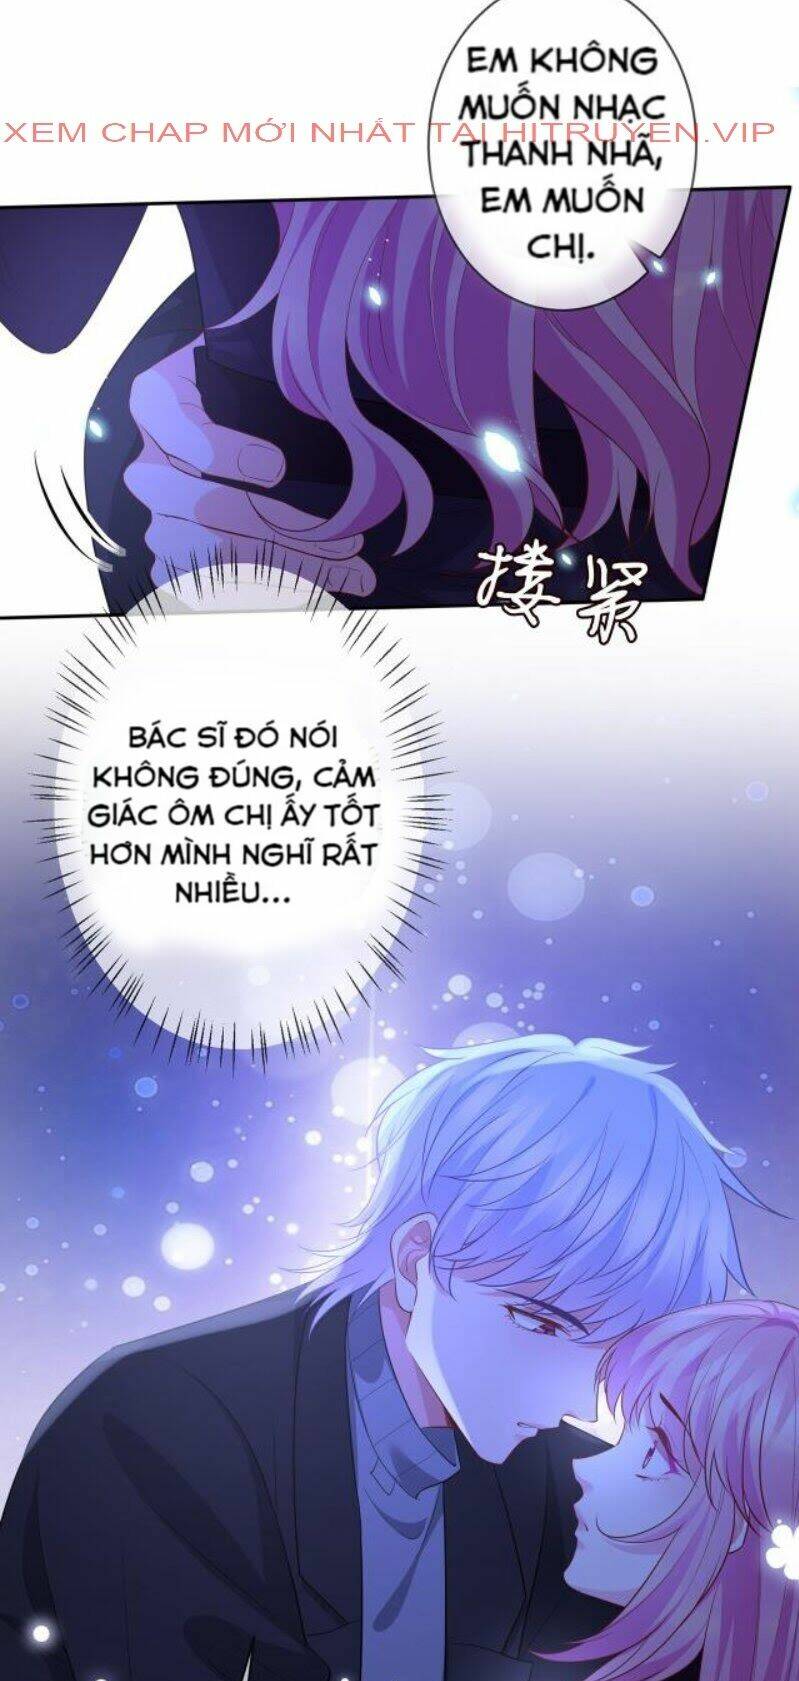 EM KHÔNG
MUỐN NHẠC
XEM CHAP MỚI NHẤT TẠI HITRUYEN.VIP
THANH NHÃ,
EM MUỐN
CHỊ.
搂紧
BÁC SĨ ĐÓ NÓI
KHÔNG ĐÚNG, CẢM
GIÁC ÔM CHỊ ẤY TỐT
HƠN MÌNH NGHĨ RẤT
NHIỀU...